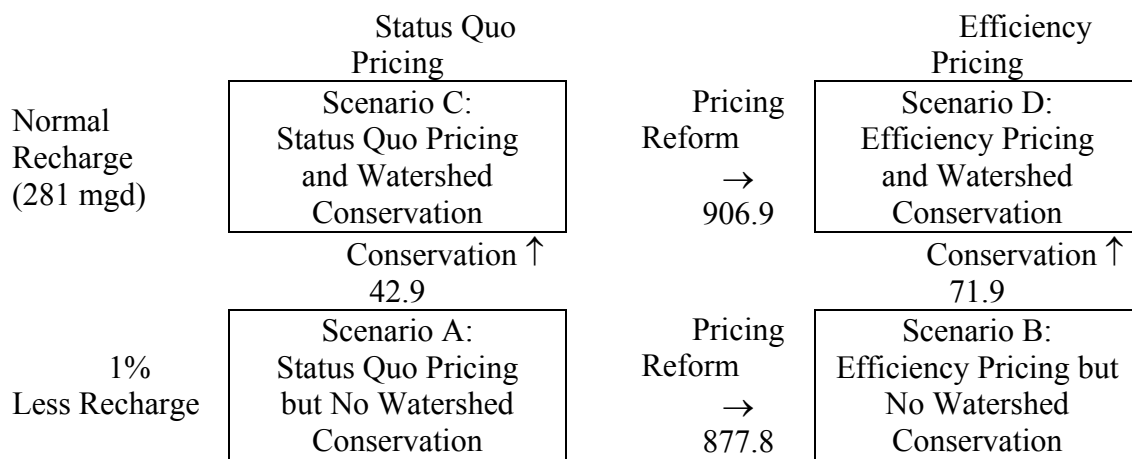 Status Quo
Pricing
Efficiency
Pricing
Normal
Recharge
(281 mgd)
Scenario C:
Status Quo Pricing
and Watershed
Conservation
Pricing
Reform
→
906.9
Scenario D:
Efficiency Pricing
and Watershed
Conservation
Conservation ↑
42.9
Conservation ↑
71.9
1%
Less Recharge
Scenario A:
Status Quo Pricing
but No Watershed
Conservation
Pricing
Reform
→
877.8
Scenario B:
Efficiency Pricing but
No Watershed
Conservation